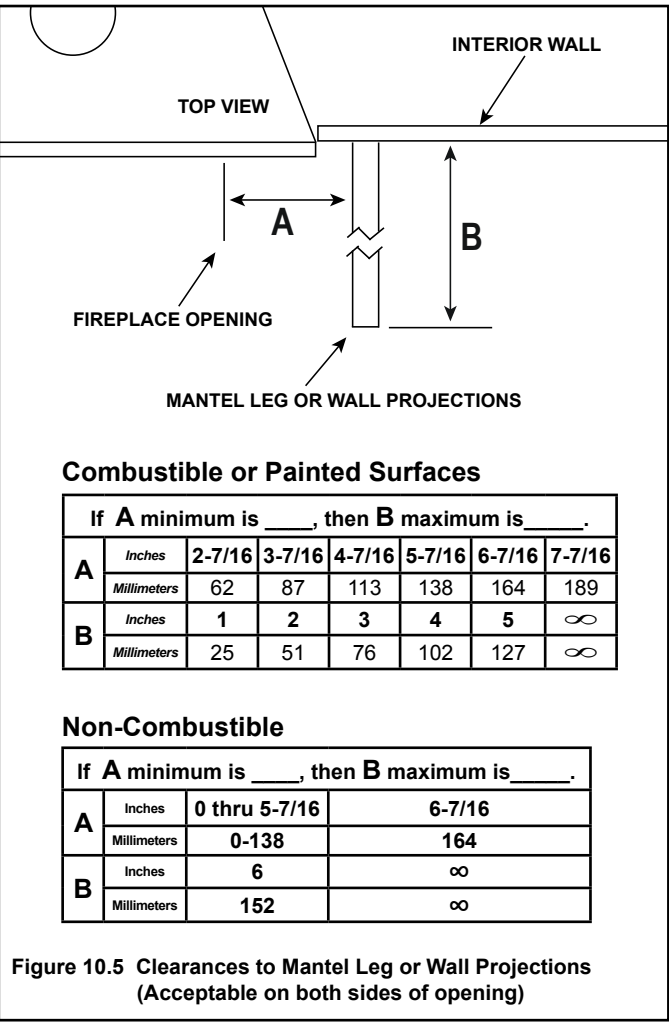 INTERIOR WALL
TOP VIEW
A
B
FIREPLACE OPENING
MANTEL LEG OR WALL PROJECTIONS
Combustible or Painted Surfaces
If A minimum is ____, then B maximum is_____.
A Inches 2-7/16 3-7/16 4-7/16 5-7/16 6-7/16 7-7/16
Millimeters 62 87 113 138 164 189
B Inches 1 2 3 4 5 ∞
Millimeters 25 51 76 102 127 ∞
Non-Combustible
If A minimum is ____, then B maximum is_____.
A Inches 0 thru 5-7/16 6-7/16
Millimeters 0-138 164
B Inches 6 ∞
Millimeters 152 ∞
Figure 10.5 Clearances to Mantel Leg or Wall Projections
(Acceptable on both sides of opening)